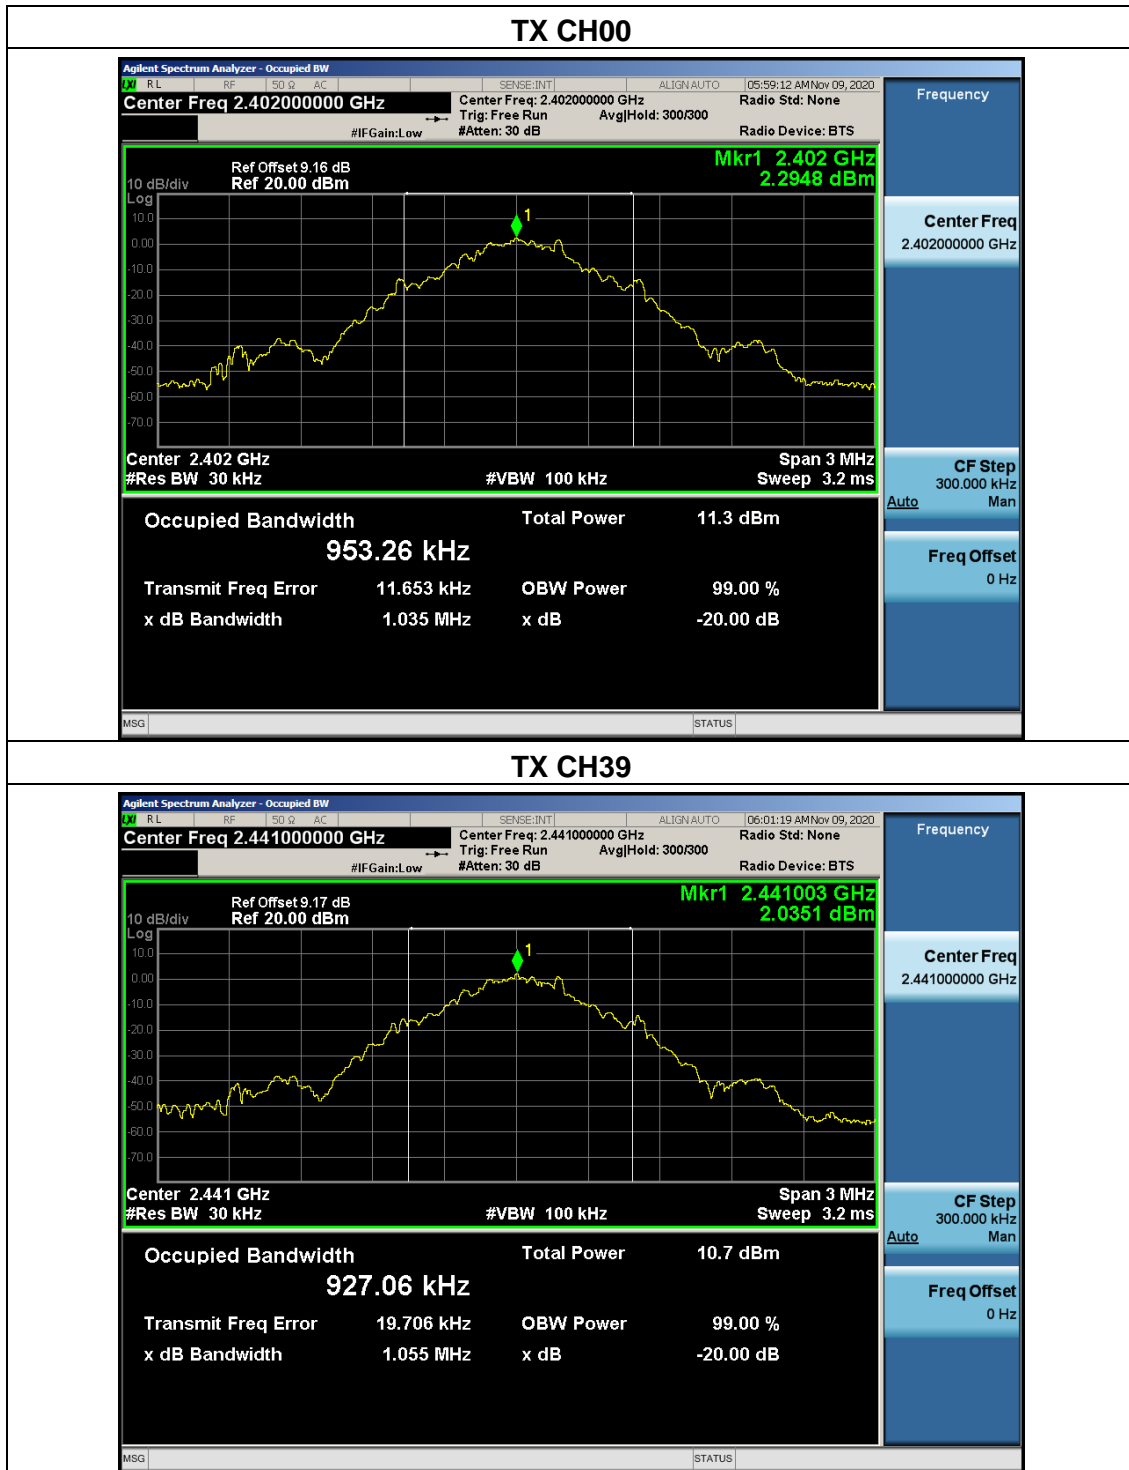 TX CH00
Agilent Spectrum Analyzer - Occupied BW
LXI RL RF 50 Ω AC SENSE:INT ALIGN AUTO 05:59:12 AM Nov 09, 2020
Center Freq 2.402000000 GHz
Center Freq: 2.402000000 GHz
Radio Std: None
Trig: Free Run Avg|Hold: 300/300
#IFGain:Low #Atten: 30 dB Radio Device: BTS
Frequency
Mkr1 2.402 GHz
2.2948 dBm
Ref Offset 9.16 dB
10 dB/div Ref 20.00 dBm
Log
10.0
0.00
-10.0
-20.0
-30.0
-40.0
-50.0
-60.0
-70.0
1
Center 2.402 GHz Span 3 MHz
#Res BW 30 kHz #VBW 100 kHz Sweep 3.2 ms
Occupied Bandwidth Total Power 11.3 dBm
953.26 kHz
Transmit Freq Error 11.653 kHz OBW Power 99.00 %
x dB Bandwidth 1.035 MHz x dB -20.00 dB
Center Freq
2.402000000 GHz
CF Step
300.000 kHz
Auto Man
Freq Offset
0 Hz
MSG STATUS
TX CH39
Agilent Spectrum Analyzer - Occupied BW
LXI RL RF 50 Ω AC SENSE:INT ALIGN AUTO 06:01:19 AM Nov 09, 2020
Center Freq 2.441000000 GHz
Center Freq: 2.441000000 GHz
Radio Std: None
Trig: Free Run Avg|Hold: 300/300
#IFGain:Low #Atten: 30 dB Radio Device: BTS
Frequency
Mkr1 2.441003 GHz
2.0351 dBm
Ref Offset 9.17 dB
10 dB/div Ref 20.00 dBm
Log
10.0
0.00
-10.0
-20.0
-30.0
-40.0
-50.0
-60.0
-70.0
1
Center 2.441 GHz Span 3 MHz
#Res BW 30 kHz #VBW 100 kHz Sweep 3.2 ms
Occupied Bandwidth Total Power 10.7 dBm
927.06 kHz
Transmit Freq Error 19.706 kHz OBW Power 99.00 %
x dB Bandwidth 1.055 MHz x dB -20.00 dB
Center Freq
2.441000000 GHz
CF Step
300.000 kHz
Auto Man
Freq Offset
0 Hz
MSG STATUS